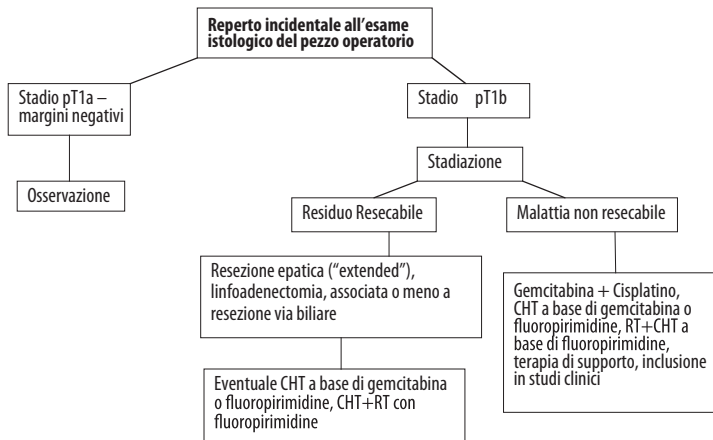 Reperto incidentale all'esame
istologico del pezzo operatorio
Stadio pT1a –
margini negativi
Stadio pT1b
Stadiazione
Osservazione
Residuo Resecabile
Malattia non resecabile
Resezione epatica ("extended"),
linfoadenectomia, associata o meno a
resezione via biliare
Gemcitabina + Cisplatino,
CHT a base di gemcitabina o
fluoropirimidine, RT+CHT a
base di fluoropirimidine,
terapia di supporto, inclusione
in studi clinici
Eventuale CHT a base di gemcitabina
o fluoropirimidine, CHT+RT con
fluoropirimidine